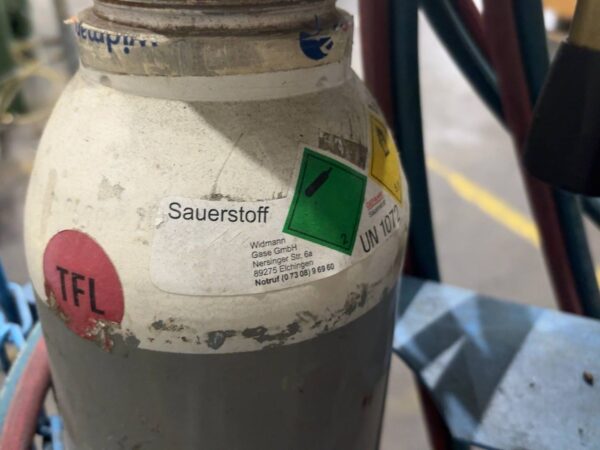 widmann
Sauerstoff
Widmann
Gase GmbH
Nersinger Str. 6a
89275 Elchingen
Notruf (0 73 08) 9 69 60
2
UN 1072
TFL